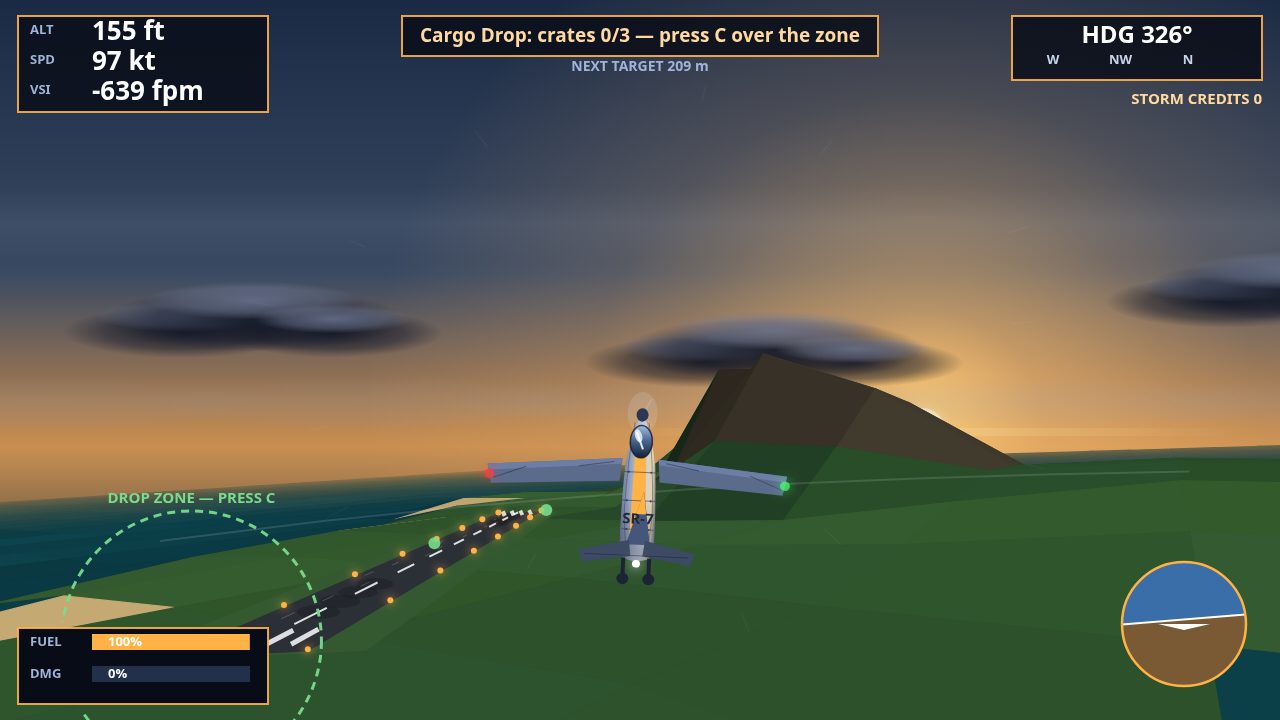 ALT 155 ft
SPD 97 kt
VSI -639 fpm
Cargo Drop: crates 0/3 — press C over the zone
NEXT TARGET 209 m
HDG 326°
W NW N
STORM CREDITS 0
DROP ZONE — PRESS C
SR-7
FUEL 100%
DMG 0%